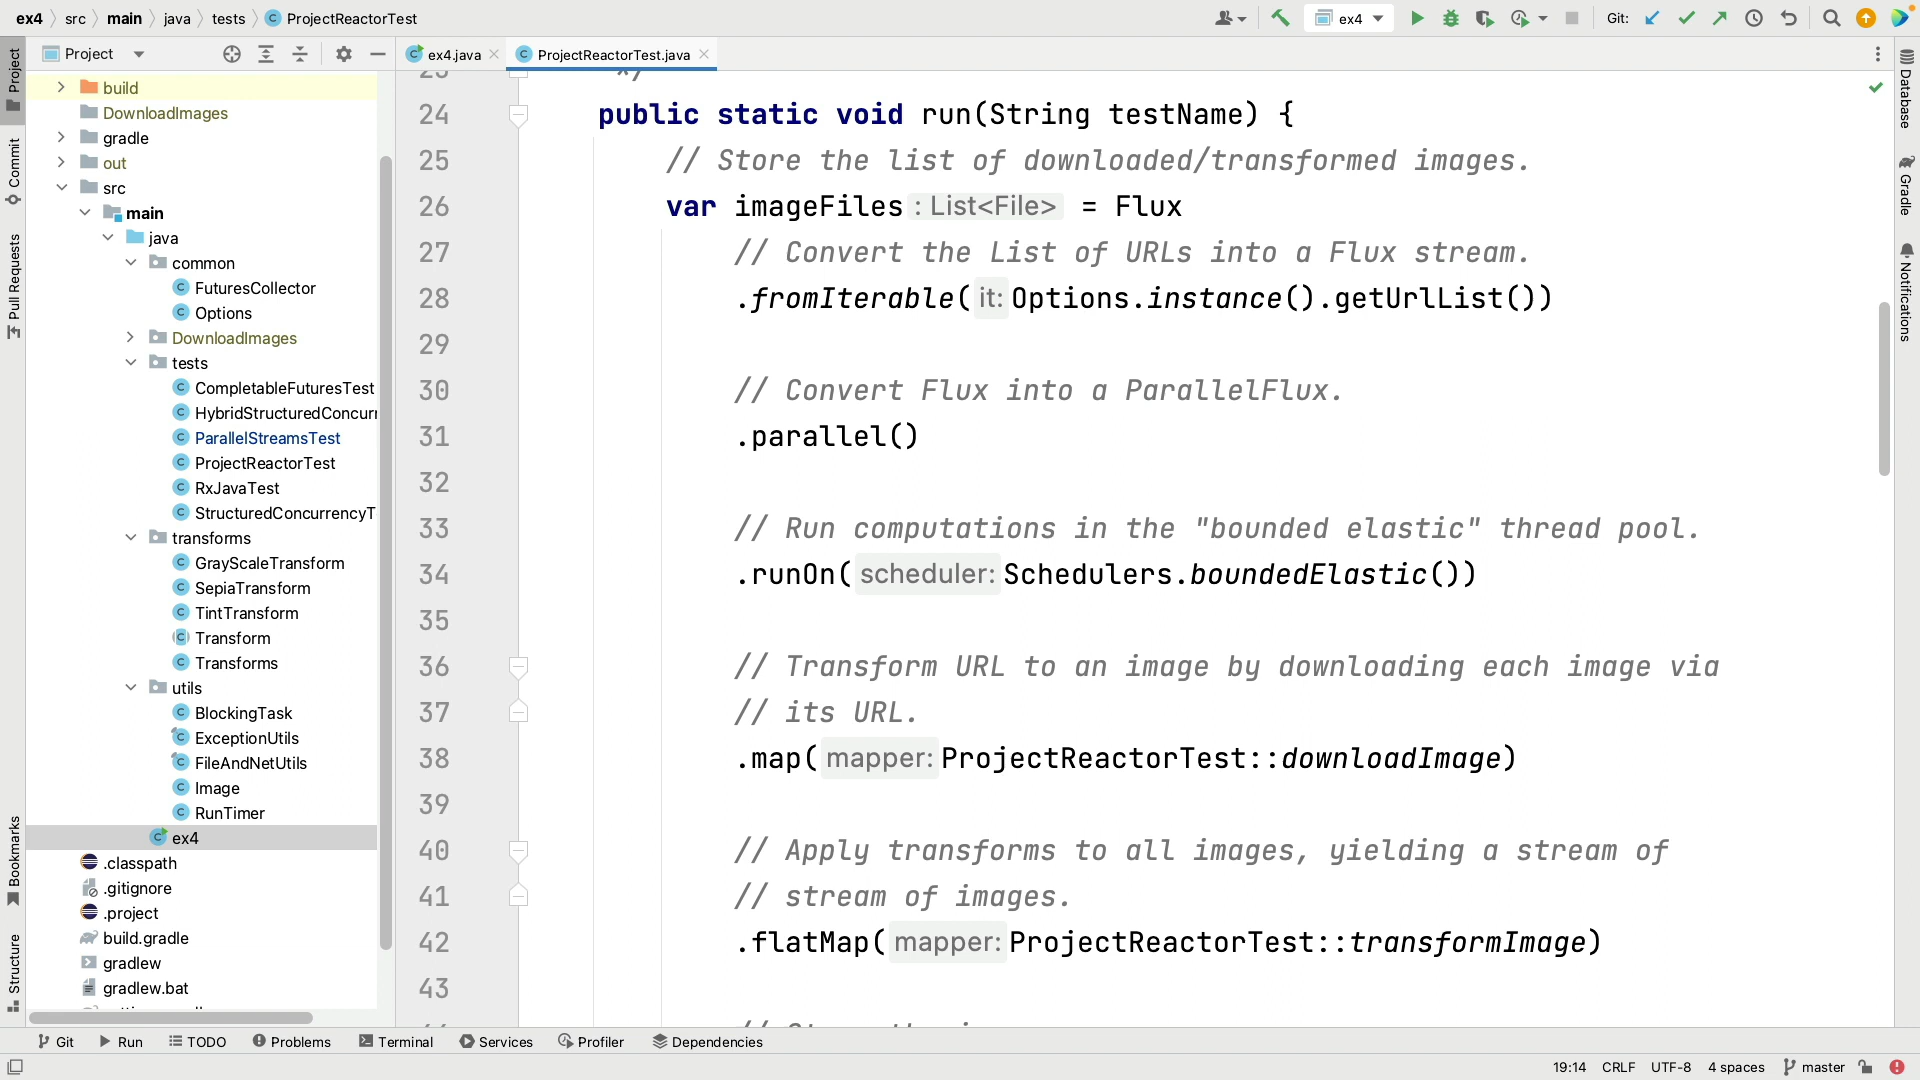 ex4 src main java tests ProjectReactorTest ex4 Git:
Project ex4.java ProjectReactorTest.java
Project
Commit
Pull Requests
Bookmarks
Structure
build
DownloadImages
gradle
out
src
main
java
common
FuturesCollector
Options
DownloadImages
tests
CompletableFuturesTest
HybridStructuredConcurr
ParallelStreamsTest
ProjectReactorTest
RxJavaTest
StructuredConcurrencyT
transforms
GrayScaleTransform
SepiaTransform
TintTransform
Transform
Transforms
utils
BlockingTask
ExceptionUtils
FileAndNetUtils
Image
RunTimer
ex4
.classpath
.gitignore
.project
build.gradle
gradlew
gradlew.bat
23 */
24 public static void run(String testName) {
25 // Store the list of downloaded/transformed images.
26 var imageFiles : List<File> = Flux
27 // Convert the List of URLs into a Flux stream.
28 .fromIterable( it: Options.instance().getUrlList())
29
30 // Convert Flux into a ParallelFlux.
31 .parallel()
32
33 // Run computations in the "bounded elastic" thread pool.
34 .runOn( scheduler: Schedulers.boundedElastic())
35
36 // Transform URL to an image by downloading each image via
37 // its URL.
38 .map( mapper: ProjectReactorTest::downloadImage)
39
40 // Apply transforms to all images, yielding a stream of
41 // stream of images.
42 .flatMap( mapper: ProjectReactorTest::transformImage)
43
Database
Gradle
Notifications
Git Run TODO Problems Terminal Services Profiler Dependencies
19:14 CRLF UTF-8 4 spaces master